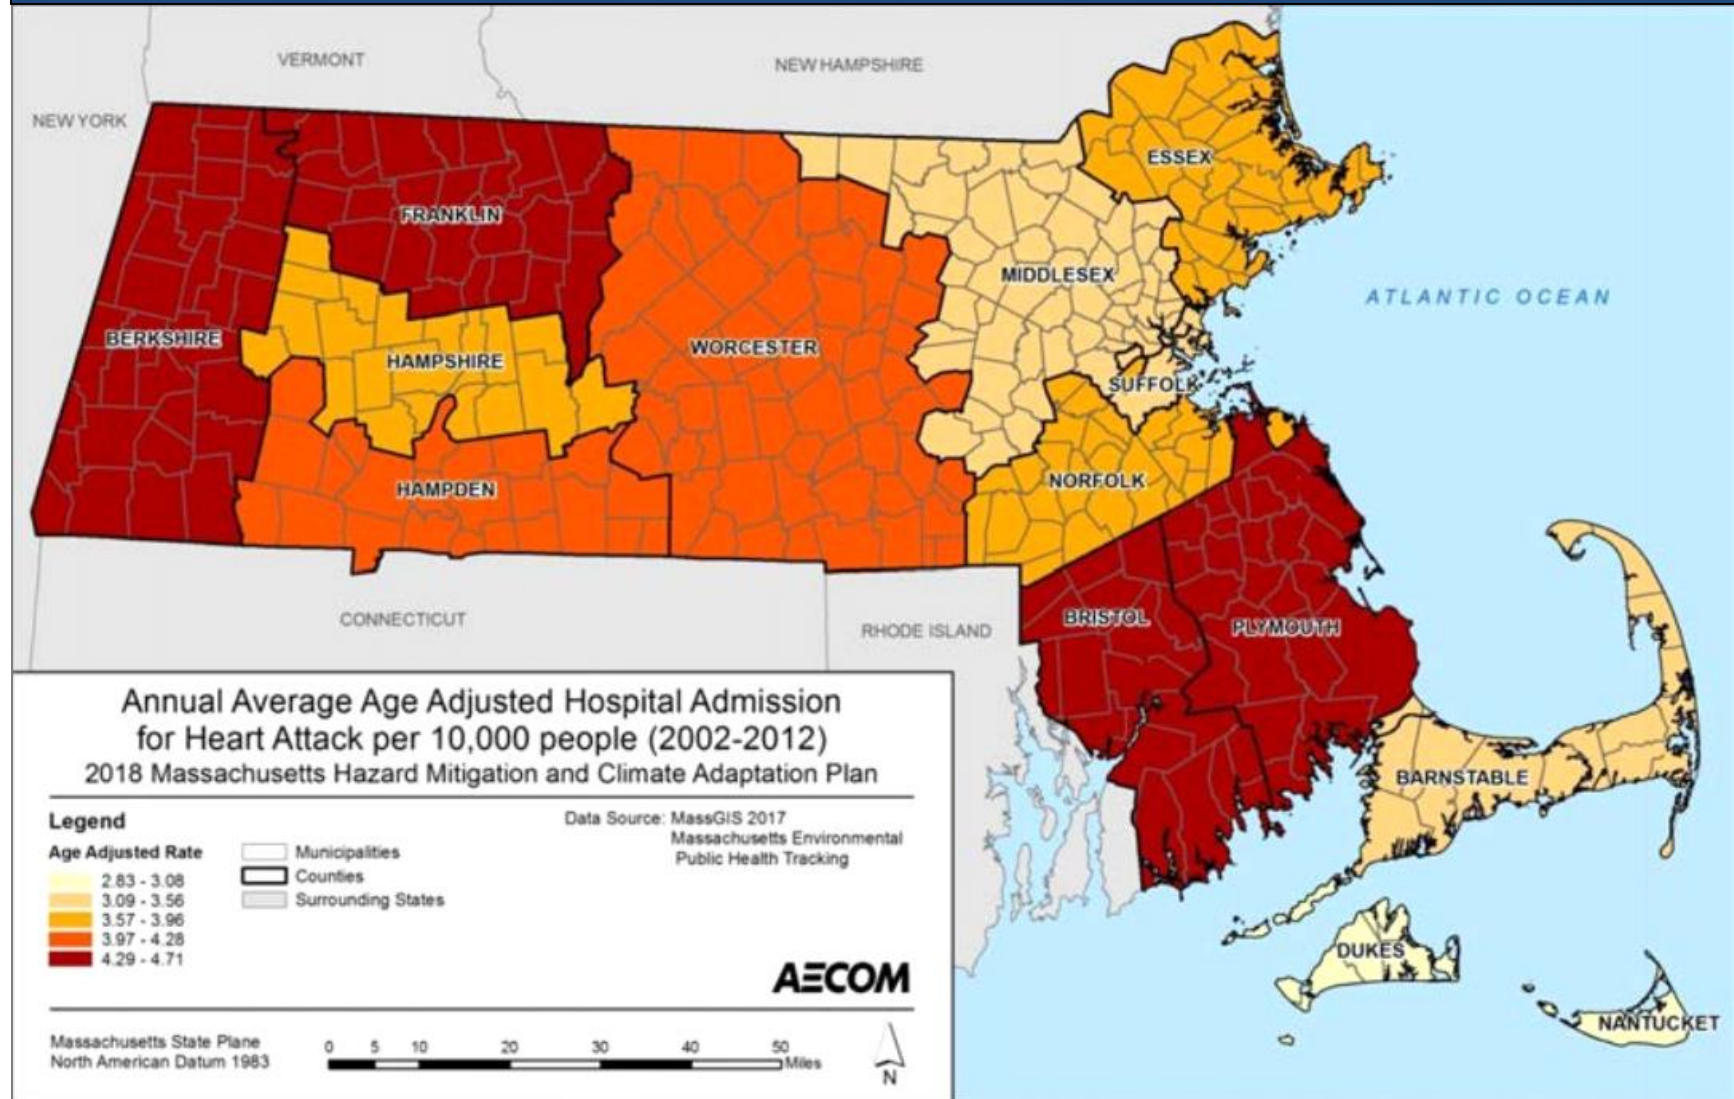 VERMONT
NEW HAMPSHIRE
NEW YORK
ESSEX
FRANKLIN
MIDDLESEX
ATLANTIC OCEAN
BERKSHIRE
WORCESTER
HAMPSHIRE
SUFFOLK
NORFOLK
HAMPDEN
CONNECTICUT
RHODE ISLAND
BRISTOL
PLYMOUTH
BARNSTABLE
DUKES
NANTUCKET
Annual Average Age Adjusted Hospital Admission
for Heart Attack per 10,000 people (2002-2012)
2018 Massachusetts Hazard Mitigation and Climate Adaptation Plan
Legend
Age Adjusted Rate
2.83 - 3.08
3.09 - 3.56
3.57 - 3.96
3.97 - 4.28
4.29 - 4.71
Municipalities
Counties
Surrounding States
Data Source: MassGIS 2017
Massachusetts Environmental
Public Health Tracking
AECOM
Massachusetts State Plane
North American Datum 1983
0 5 10 20 30 40 50
Miles
N